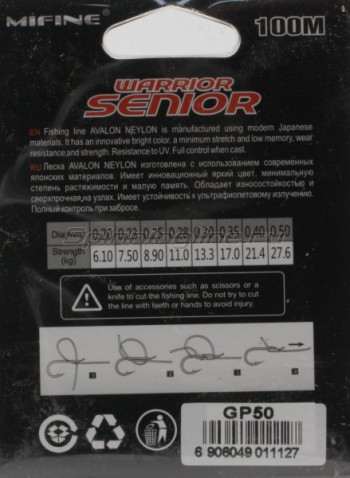 MIFINE
100M
WARRIOR
SENIOR
EN Fishing line AVALON NEYLON is manufactured using modern Japanese
materials. It has an innovative bright color, a minimum stretch and low memory, wear
resistance,and strength. Resistance to UV. Full control when cast.
RU Леска AVALON NEYLON изготовлена с использованием современных
японских материалов. Имеет инновационный яркий цвет, минимальную
степень растяжимости и малую память. Обладает износостойкостью и
сверхпрочная,на узлах. Имеет устойчивость к ультрафиолетовому излучению.
Полный контроль при забросе.
Dia(mm) 0.20 0.23 0.25 0.28 0.30 0.35 0.40 0.50
Strength (kg) 6.10 7.50 8.90 11.0 13.3 17.0 21.4 27.6
Use of accessories such as scissors or a
knife to cut the fishing line. Do not try to cut
the line with teeth or hands to avoid injury.
1 2 3 4
GP50
6 906049 011127